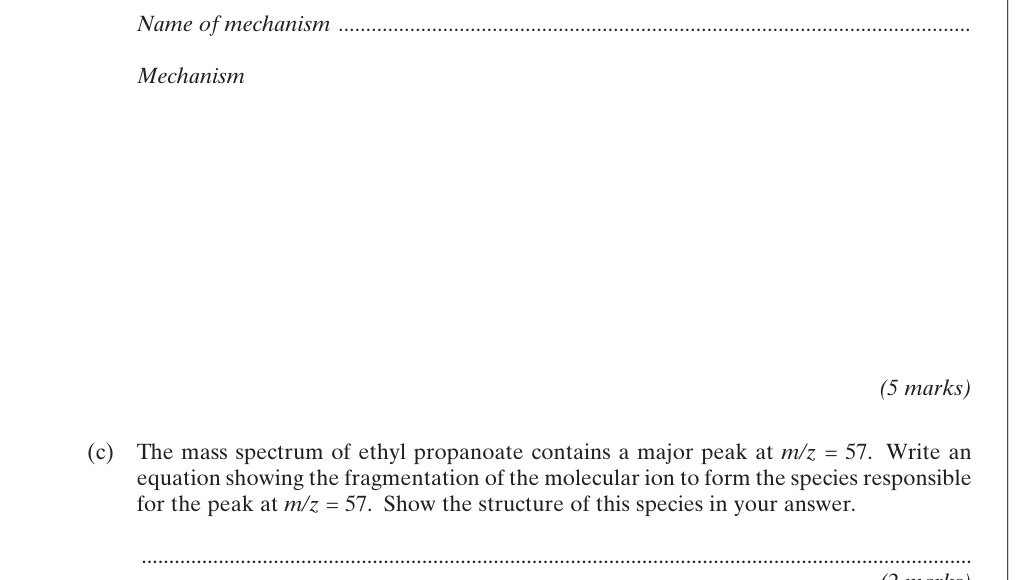 Name of mechanism ..........................................................................................................................
Mechanism
(5 marks)
(c) The mass spectrum of ethyl propanoate contains a major peak at m/z = 57. Write an
equation showing the fragmentation of the molecular ion to form the species responsible
for the peak at m/z = 57. Show the structure of this species in your answer.
................................................................................................................................................................